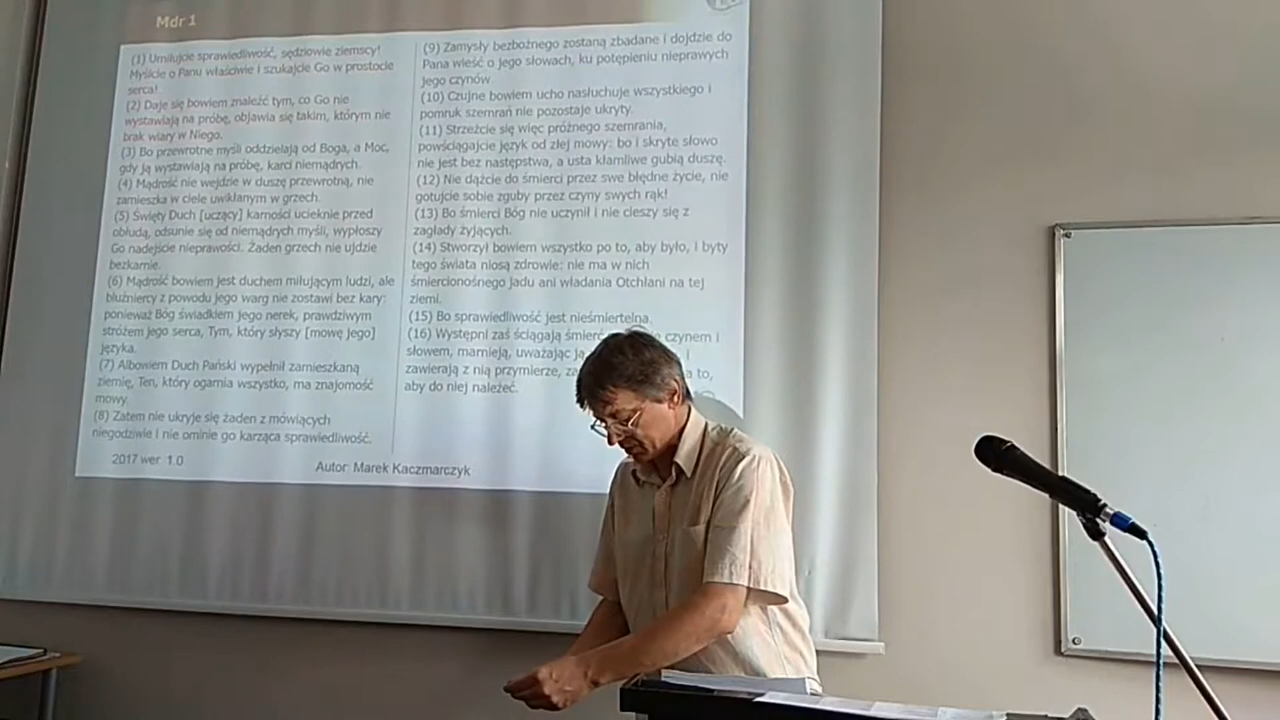 Mdr 1
(1) Umiłujcie sprawiedliwość, sędziowie ziemscy!
Myślcie o Panu właściwie i szukajcie Go w prostocie
serca!
(2) Daje się bowiem znaleźć tym, co Go nie
wystawiają na próbę, objawia się takim, którym nie
brak wiary w Niego.
(3) Bo przewrotne myśli oddzielają od Boga, a Moc,
gdy ją wystawiają na próbę, karci niemądrych.
(4) Mądrość nie wejdzie w duszę przewrotną, nie
zamieszka w ciele uwikłanym w grzech.
(5) Święty Duch [uczący] karności ucieknie przed
obłudą, odsunie się od niemądrych myśli, wypłoszy
Go nadejście nieprawości. Żaden grzech nie ujdzie
bezkarnie.
(6) Mądrość bowiem jest duchem miłującym ludzi, ale
bluźniercy z powodu jego warg nie zostawi bez kary:
ponieważ Bóg świadkiem jego nerek, prawdziwym
stróżem jego serca, Tym, który słyszy [mowę jego]
języka.
(7) Albowiem Duch Pański wypełnił zamieszkaną
ziemię, Ten, który ogarnia wszystko, ma znajomość
mowy.
(8) Zatem nie ukryje się żaden z mówiących
niegodziwie i nie ominie go karząca sprawiedliwość.
(9) Zamysły bezbożnego zostaną zbadane i dojdzie do
Pana wieść o jego słowach, ku potępieniu nieprawych
jego czynów.
(10) Czujne bowiem ucho nasłuchuje wszystkiego i
pomruk szemrań nie pozostaje ukryty.
(11) Strzeżcie się więc próżnego szemrania,
powściągajcie język od złej mowy: bo i skryte słowo
nie jest bez następstwa, a usta kłamliwe gubią duszę.
(12) Nie dążcie do śmierci przez swe błędne życie, nie
gotujcie sobie zguby przez czyny swych rąk!
(13) Bo śmierci Bóg nie uczynił i nie cieszy się z
zagłady żyjących.
(14) Stworzył bowiem wszystko po to, aby było, i byty
tego świata niosą zdrowie: nie ma w nich
śmiercionośnego jadu ani władania Otchłani na tej
ziemi.
(15) Bo sprawiedliwość jest nieśmiertelna.
(16) Występni zaś ściągają śmierć czynem i
słowem, marnieją, uważając ją i
zawierają z nią przymierze, to,
aby do niej należeć.
2017 wer 1.0
Autor: Marek Kaczmarczyk